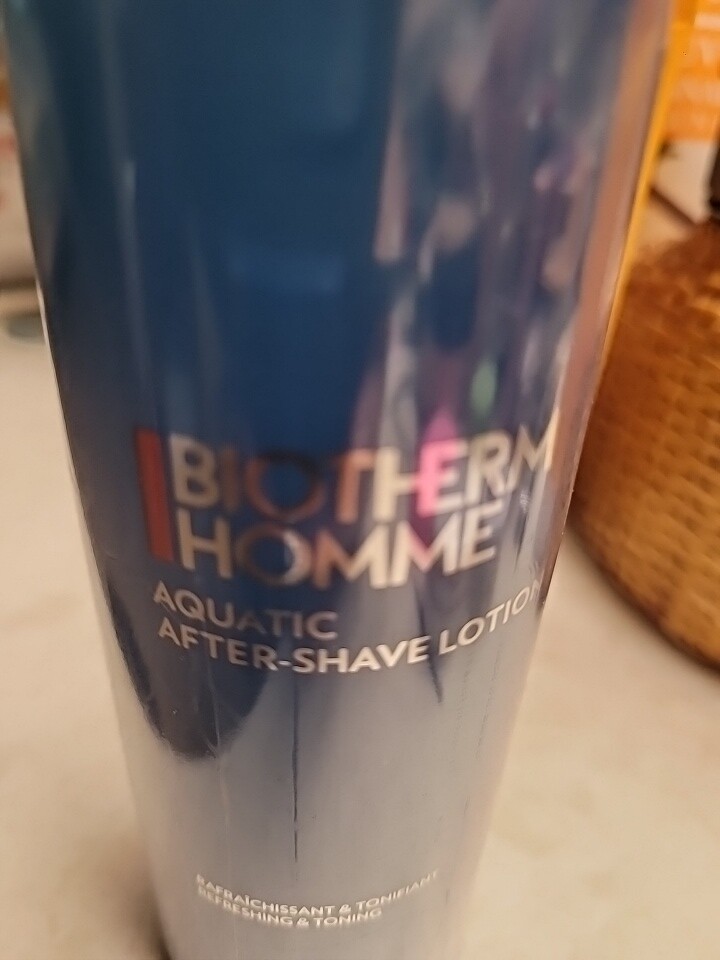 BIOTHERM
HOMME
AQUATIC
AFTER-SHAVE LOTION
RAFRAÎCHISSANT & TONIFIANT
REFRESHING & TONING